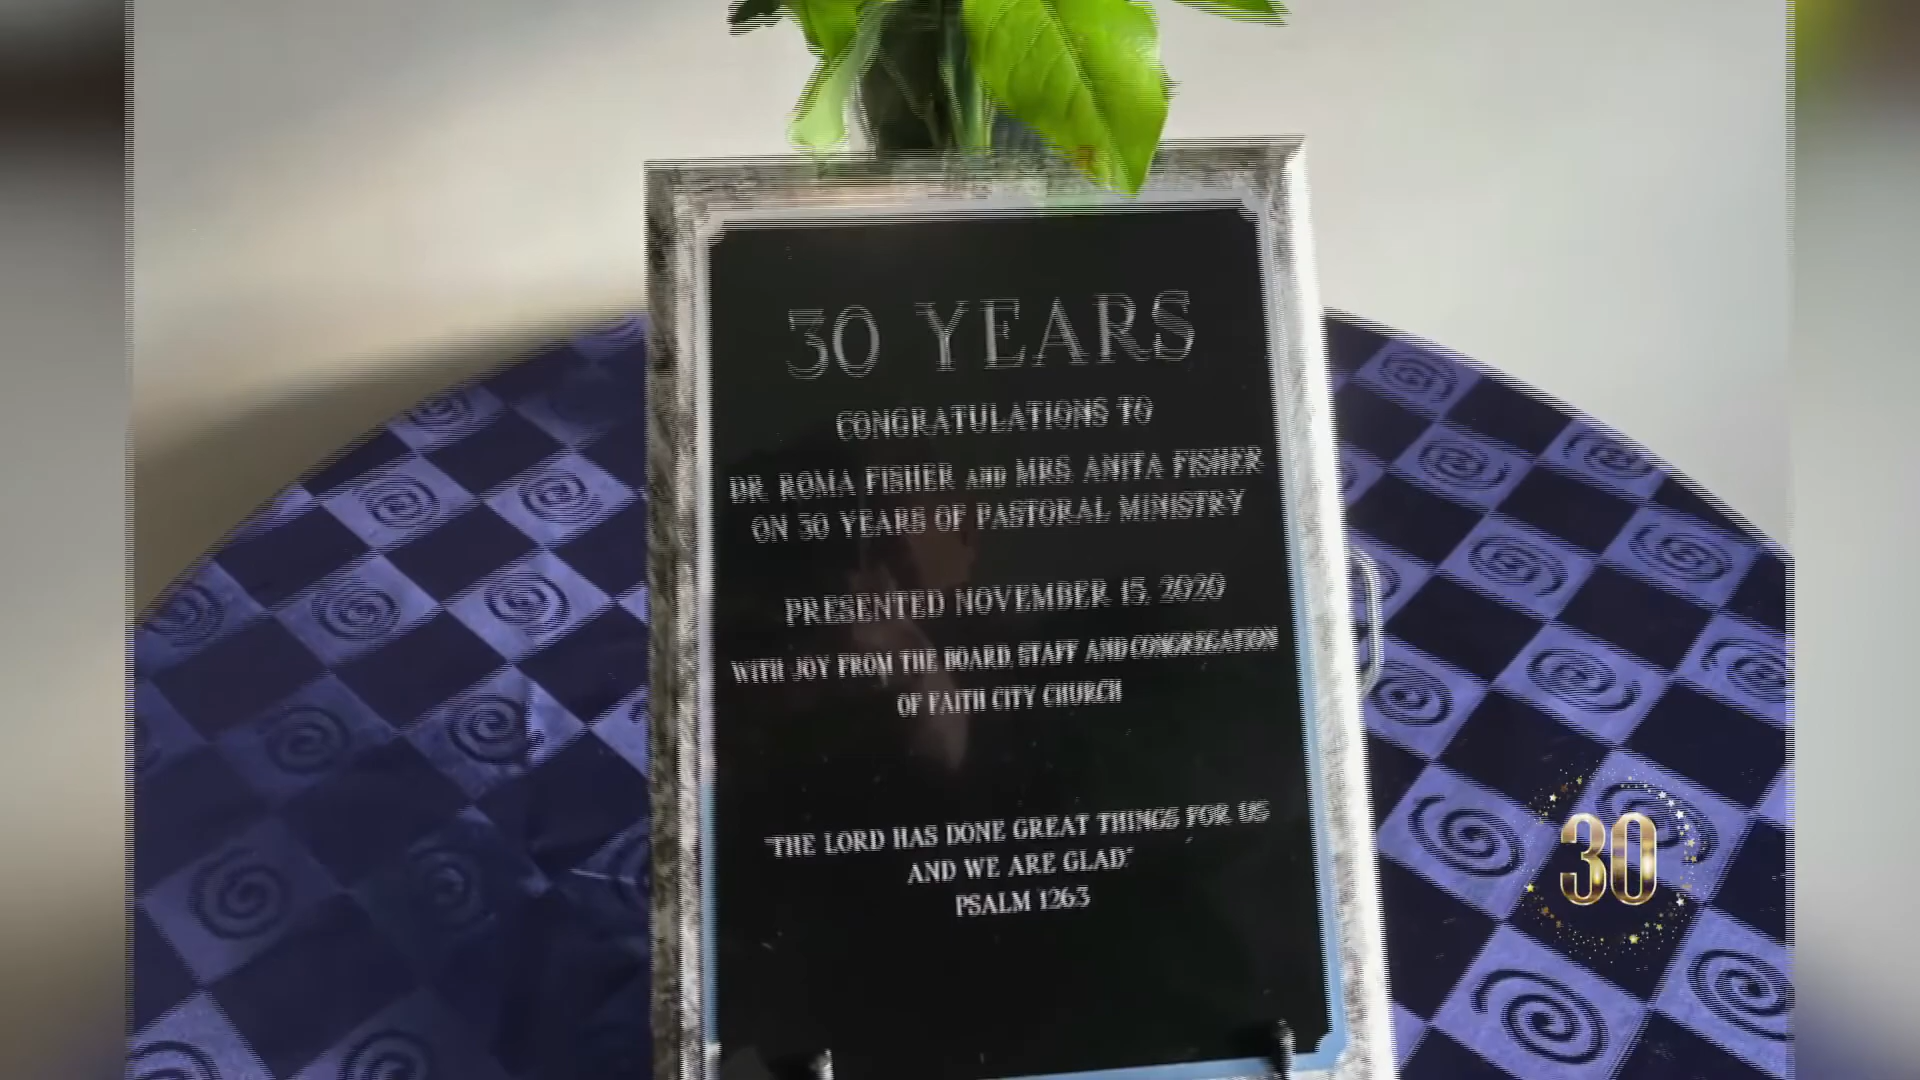 30 YEARS
CONGRATULATIONS TO
DR. ROMA FISHER AND MRS. ANITA FISHER
ON 30 YEARS OF PASTORAL MINISTRY
PRESENTED NOVEMBER 15, 2020
WITH JOY FROM THE BOARD, STAFF AND CONGREGATION
OF FAITH CITY CHURCH
"THE LORD HAS DONE GREAT THINGS FOR US
AND WE ARE GLAD."
PSALM 126:3
30